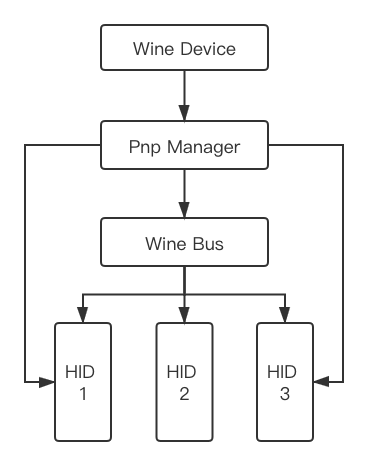 Wine Device
Pnp Manager
Wine Bus
HID
1
HID
2
HID
3